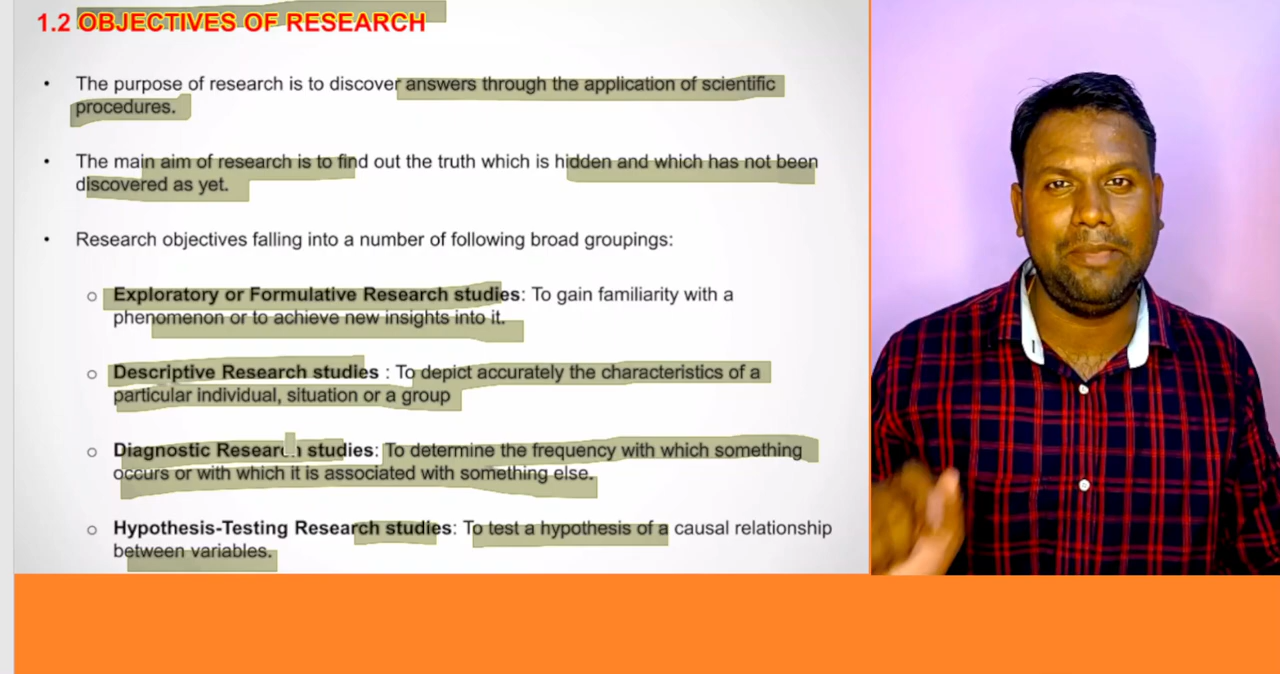 1.2 OBJECTIVES OF RESEARCH
• The purpose of research is to discover answers through the application of scientific
procedures.
• The main aim of research is to find out the truth which is hidden and which has not been
discovered as yet.
• Research objectives falling into a number of following broad groupings:
o Exploratory or Formulative Research studies: To gain familiarity with a
phenomenon or to achieve new insights into it.
o Descriptive Research studies : To depict accurately the characteristics of a
particular individual, situation or a group
o Diagnostic Research studies: To determine the frequency with which something
occurs or with which it is associated with something else.
o Hypothesis-Testing Research studies: To test a hypothesis of a causal relationship
between variables.